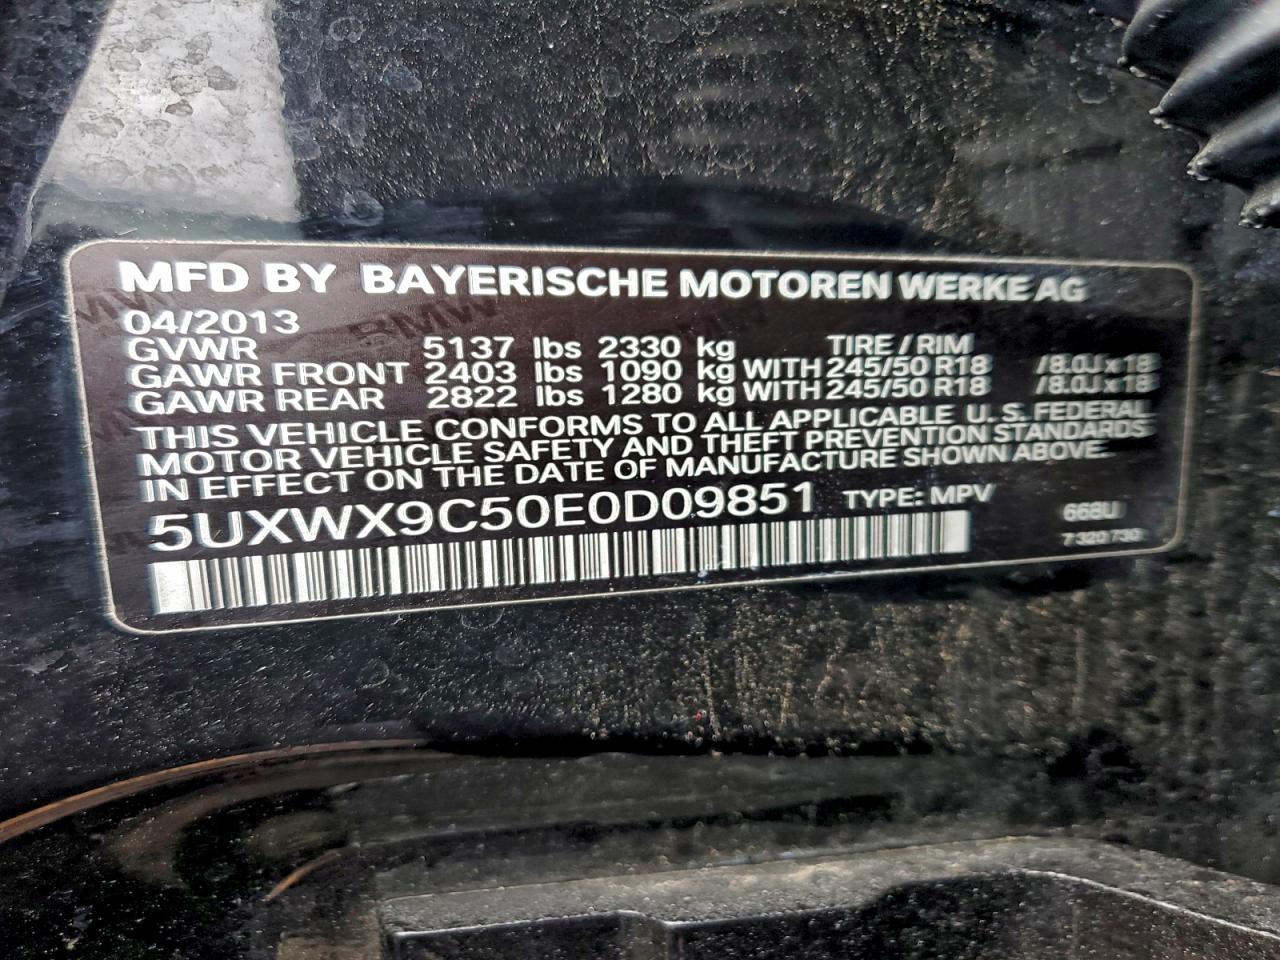 MFD BY BAYERISCHE MOTOREN WERKE AG
04/2013
GVWR 5137 lbs 2330 kg TIRE / RIM
GAWR FRONT 2403 lbs 1090 kg WITH 245/50 R18 /8.0J x 18
GAWR REAR 2822 lbs 1280 kg WITH 245/50 R18 /8.0J x 18
THIS VEHICLE CONFORMS TO ALL APPLICABLE U. S. FEDERAL
MOTOR VEHICLE SAFETY AND THEFT PREVENTION STANDARDS
IN EFFECT ON THE DATE OF MANUFACTURE SHOWN ABOVE.
5UXWX9C50E0D09851 TYPE: MPV 668U
7 320 730